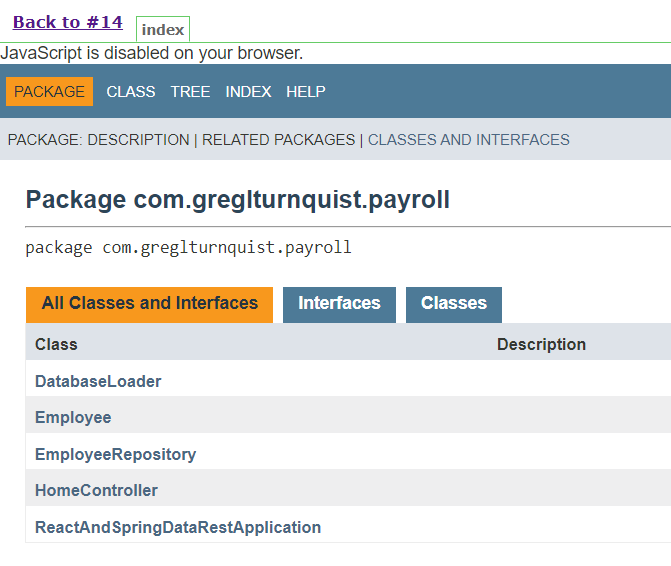 Back to #14 index
JavaScript is disabled on your browser.
PACKAGE CLASS TREE INDEX HELP
PACKAGE: DESCRIPTION | RELATED PACKAGES | CLASSES AND INTERFACES
Package com.greglturnquist.payroll
package com.greglturnquist.payroll
All Classes and Interfaces Interfaces Classes
Class Description
DatabaseLoader
Employee
EmployeeRepository
HomeController
ReactAndSpringDataRestApplication